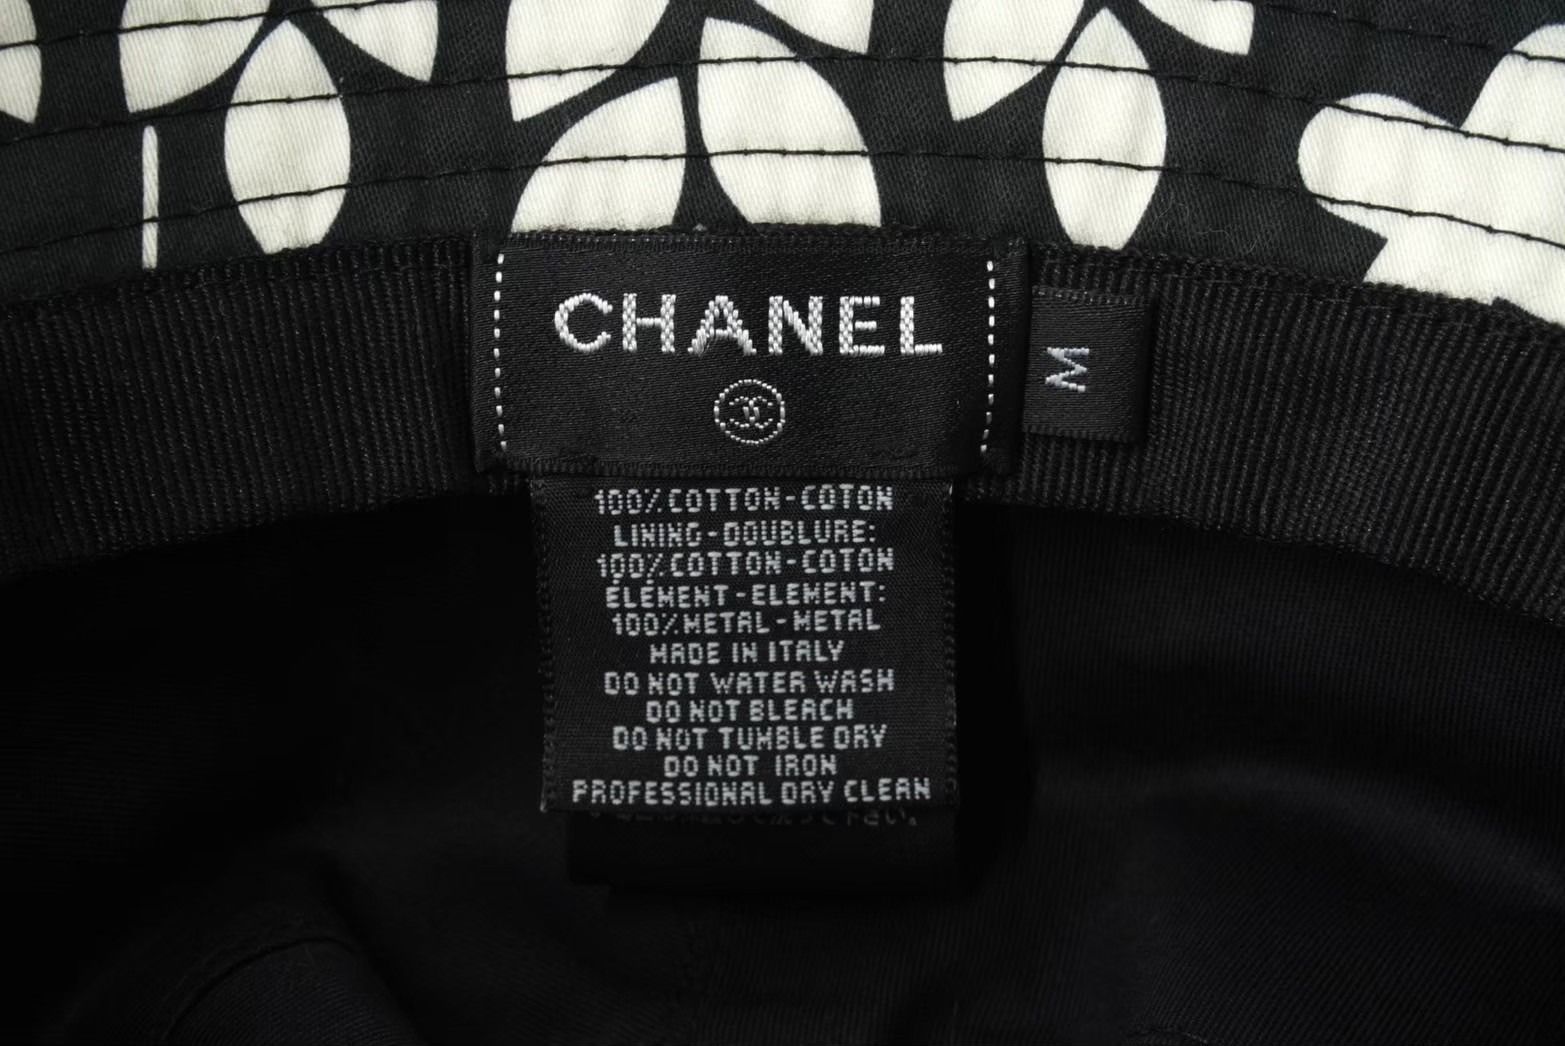 CHANEL
M
100% COTTON-COTON
LINING-DOUBLURE:
100% COTTON-COTON
ÉLÉMENT-ELEMENT:
100% METAL-METAL
MADE IN ITALY
DO NOT WATER WASH
DO NOT BLEACH
DO NOT TUMBLE DRY
DO NOT IRON
PROFESSIONAL DRY CLEAN